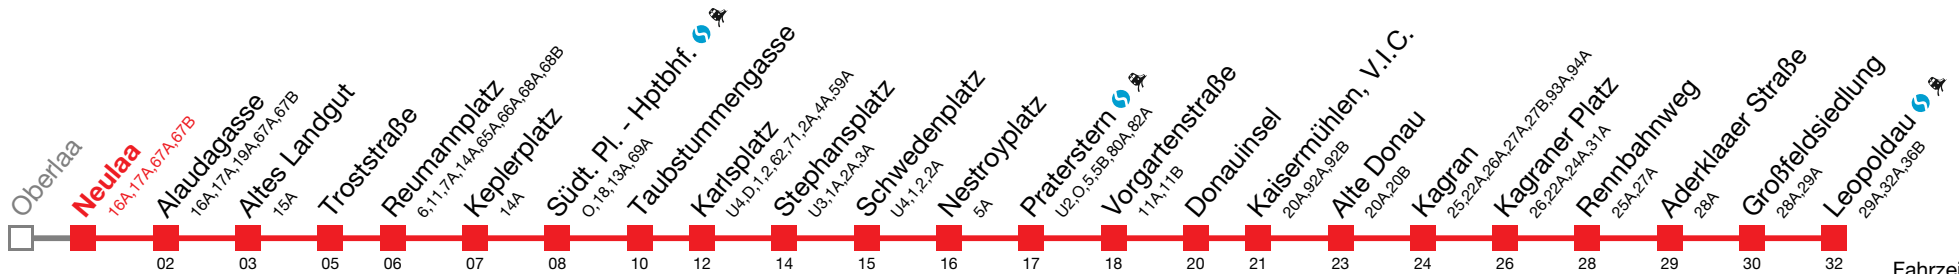 Oberlaa
Neulaa
16A,17A,67A,67B
Alaudagasse
16A,17A,19A,67A,67B
Altes Landgut
15A
Troststraße
Reumannplatz
6,11,7A,14A,65A,66A,68A,68B
Keplerplatz
14A
Südt. Pl. - Hptbhf.
O,18,13A,69A
Taubstummengasse
Karlsplatz
U4,D,1,2,62,71,2A,4A,59A
Stephansplatz
U3,1A,2A,3A
Schwedenplatz
U4,1,2,2A
Nestroyplatz
5A
Praterstern
U2,O,5,5B,80A,82A
Vorgartenstraße
11A,11B
Donauinsel
Kaisermühlen, V.I.C.
20A,92A,92B
Alte Donau
20A,20B
Kagran
25,22A,26A,27A,27B,93A,94A
Kagraner Platz
26,22A,24A,31A
Rennbahnweg
25A,27A
Aderklaaer Straße
28A
Großfeldsiedlung
28A,29A
Leopoldau
29A,32A,36B
02 03 05 06 07 08 10 12 14 15 16 17 18 20 21 23 24 26 28 29 30 32